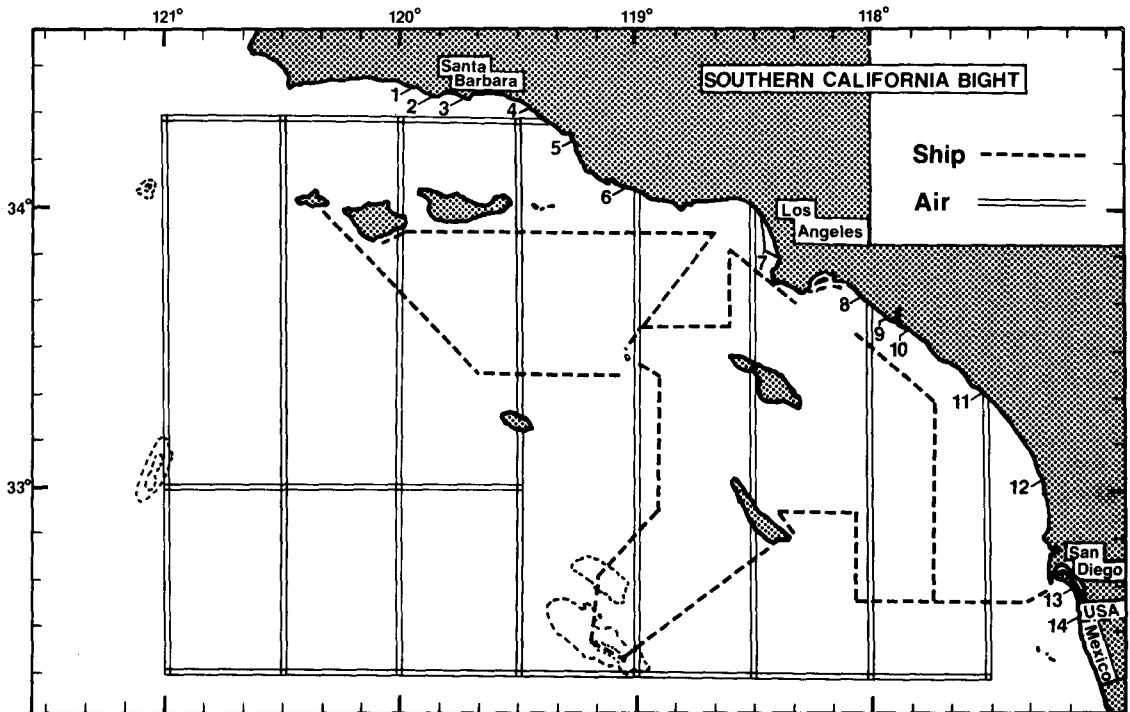 121° 120° 119° 118°
Santa
Barbara
SOUTHERN CALIFORNIA BIGHT
1
2 3 4
Ship
5
6
34°
Air
Los
Angeles
7
8
9
10
11
33°
12
San
Diego
13
USA
14
Mexico